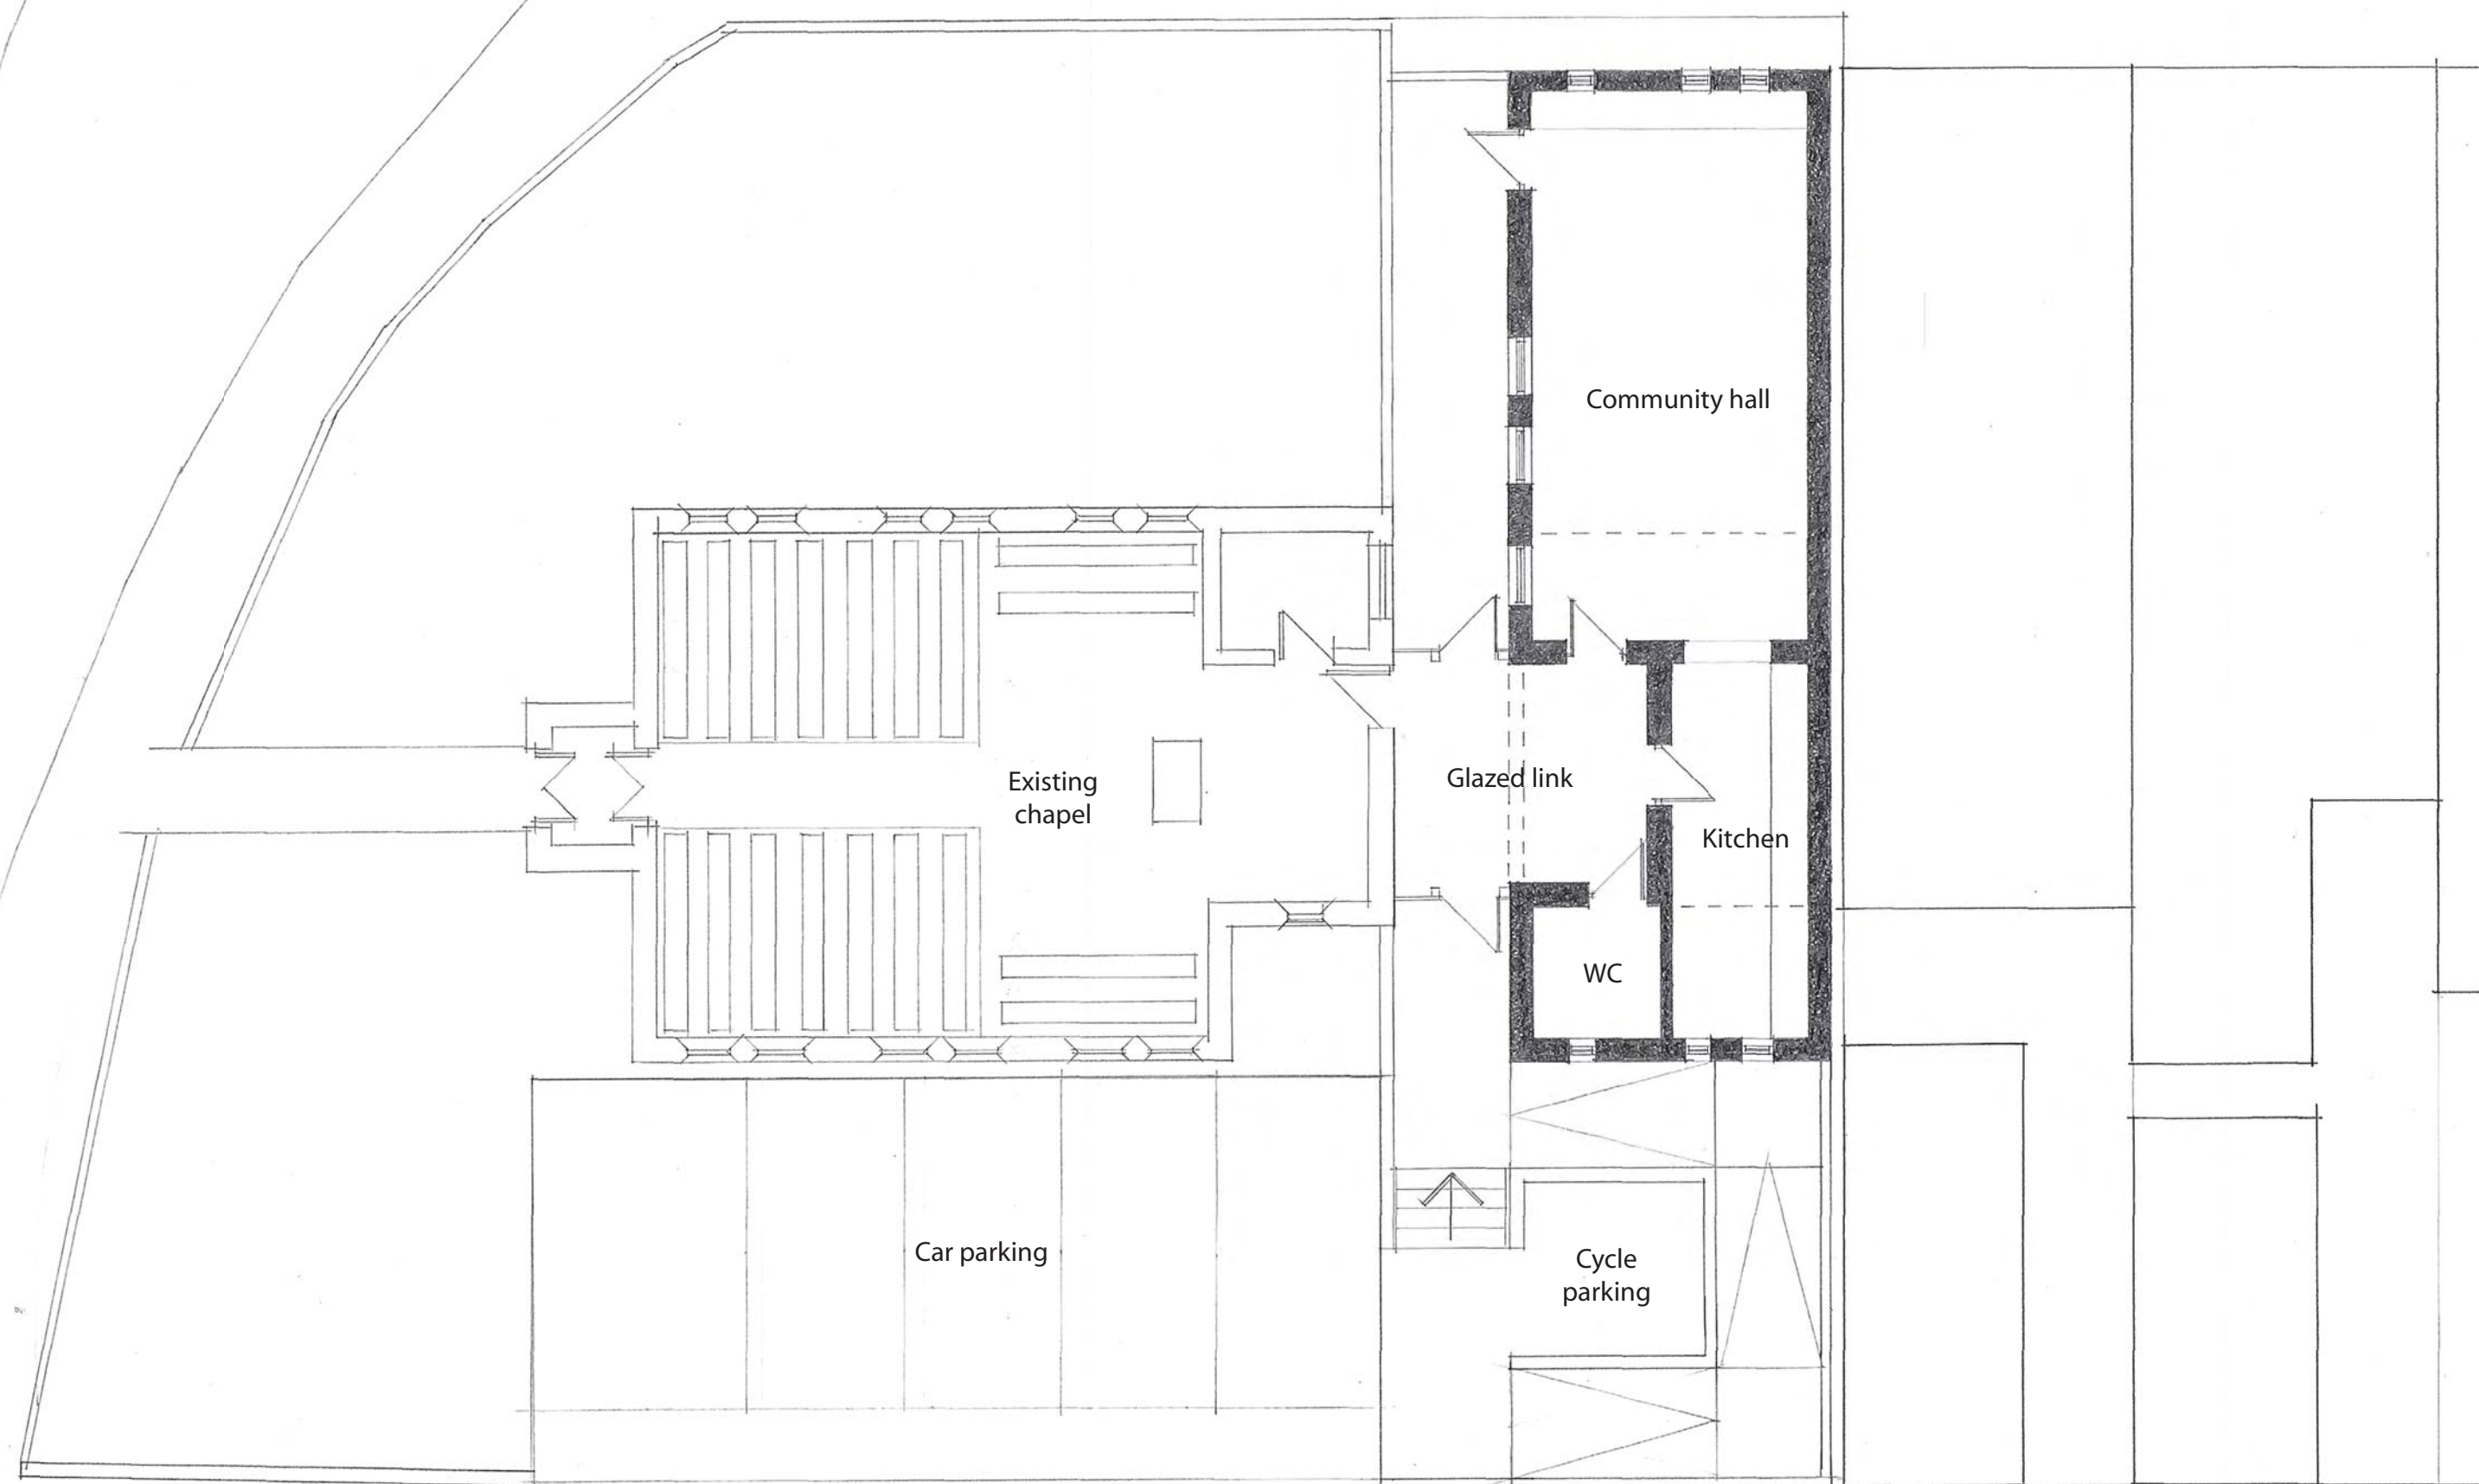 Community hall
Existing
chapel
Glazed link
Kitchen
WC
Car parking
Cycle
parking